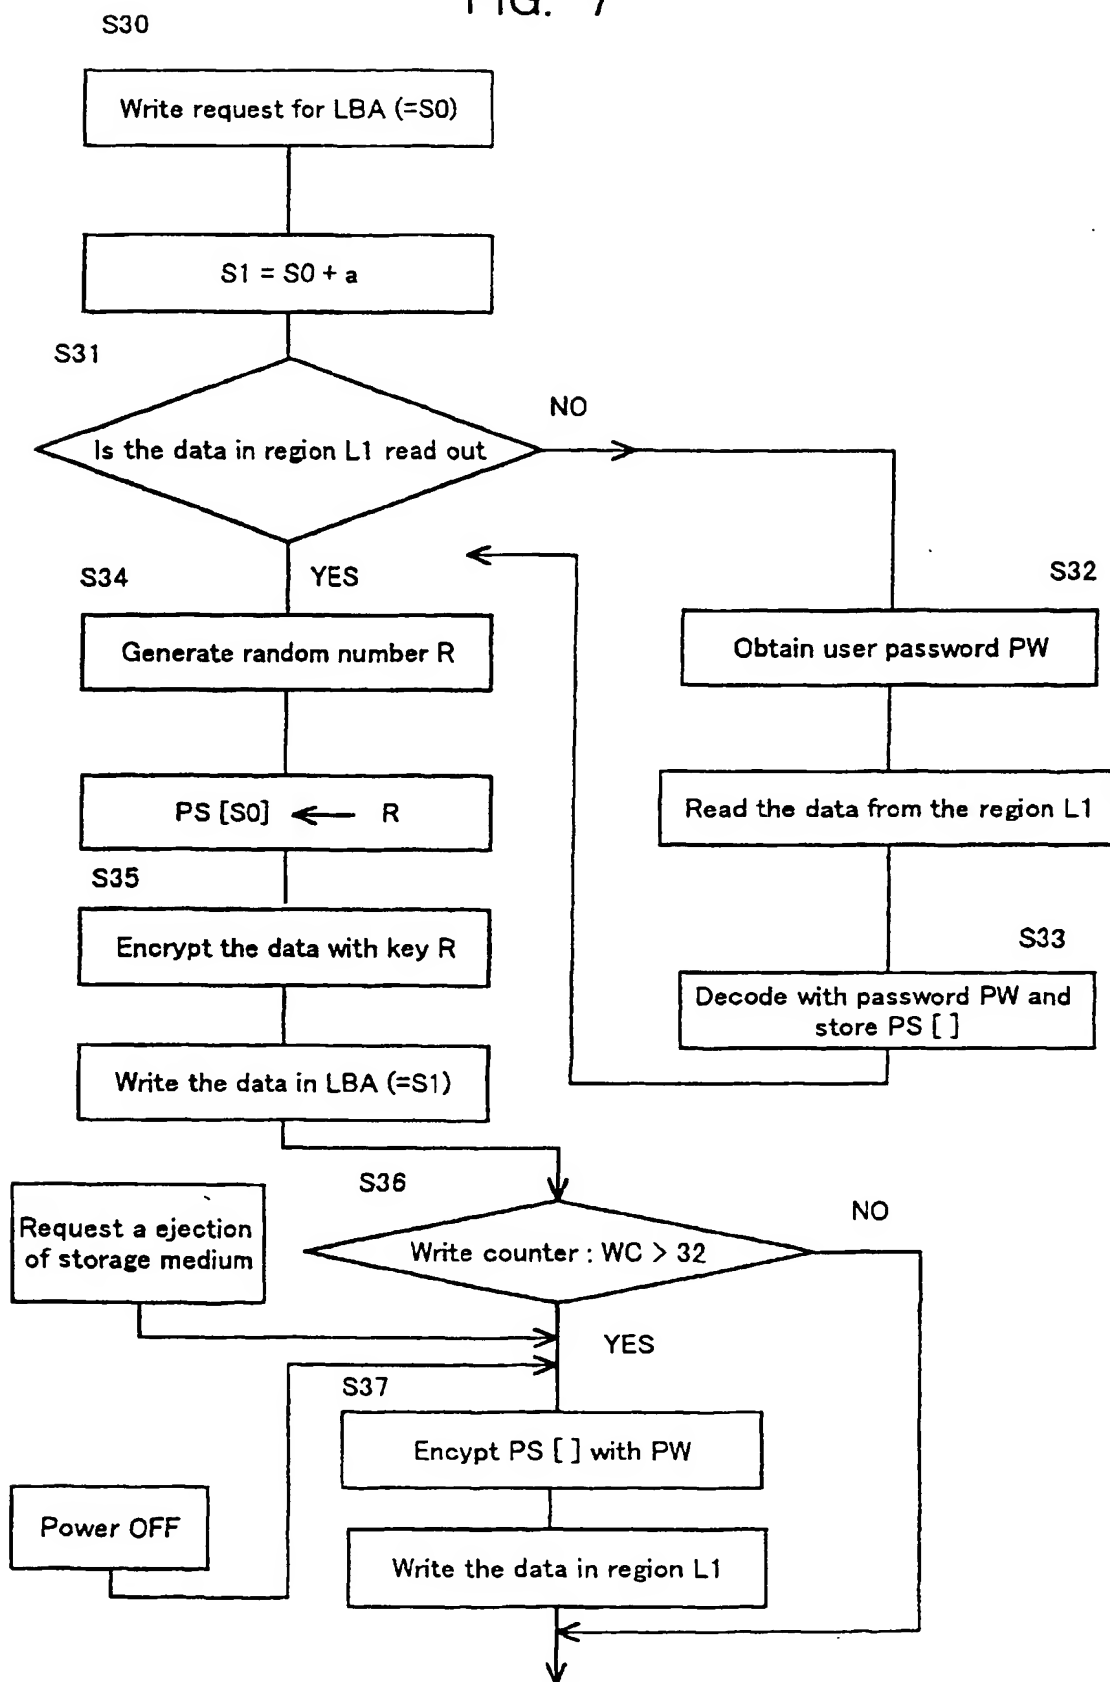 FIG. 7
S30
Write request for LBA (=S0)
S1 = S0 + a
S31
Is the data in region L1 read out
NO
YES
S34
Generate random number R
PS [S0] ← R
S35
Encrypt the data with key R
Write the data in LBA (=S1)
S32
Obtain user password PW
Read the data from the region L1
S33
Decode with password PW and
store PS [ ]
S36
Write counter : WC > 32
NO
YES
Request a ejection
of storage medium
Power OFF
S37
Encypt PS [ ] with PW
Write the data in region L1